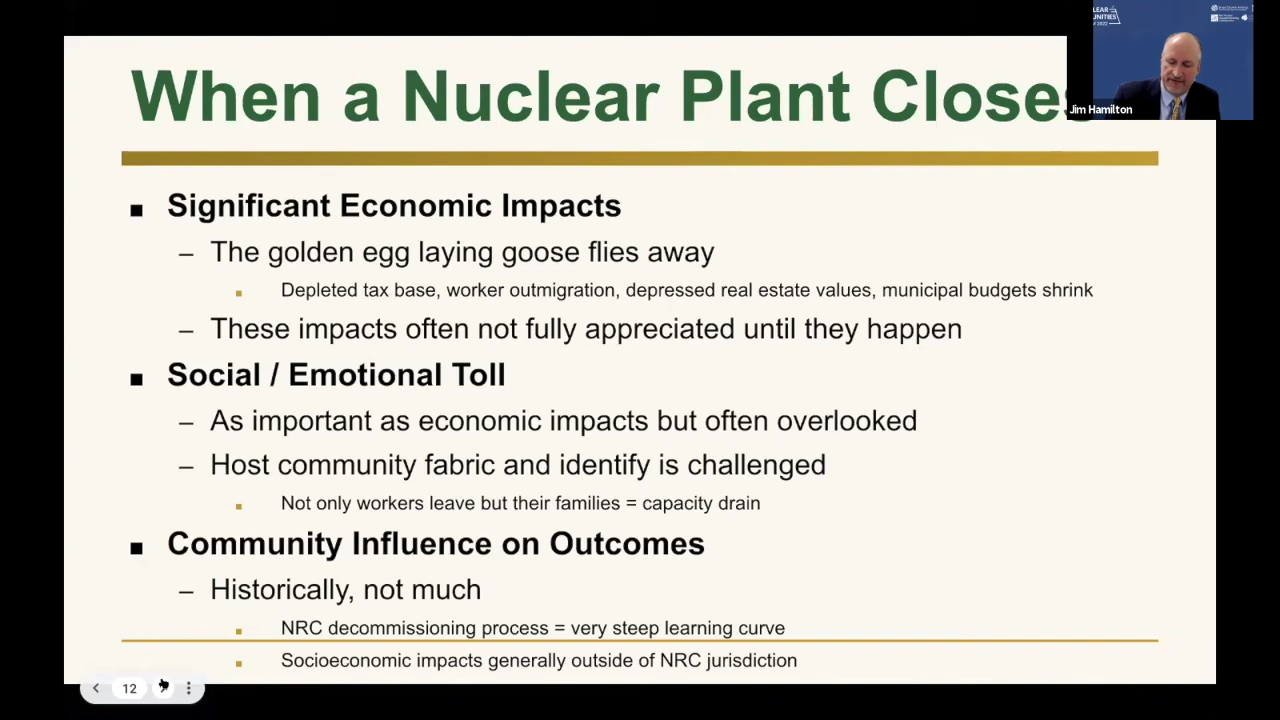 When a Nuclear Plant Closes
LEAR
UNITIES
2022
Jim Hamilton
Significant Economic Impacts
– The golden egg laying goose flies away
Depleted tax base, worker outmigration, depressed real estate values, municipal budgets shrink
– These impacts often not fully appreciated until they happen
Social / Emotional Toll
– As important as economic impacts but often overlooked
– Host community fabric and identify is challenged
Not only workers leave but their families = capacity drain
Community Influence on Outcomes
– Historically, not much
NRC decommissioning process = very steep learning curve
Socioeconomic impacts generally outside of NRC jurisdiction
12